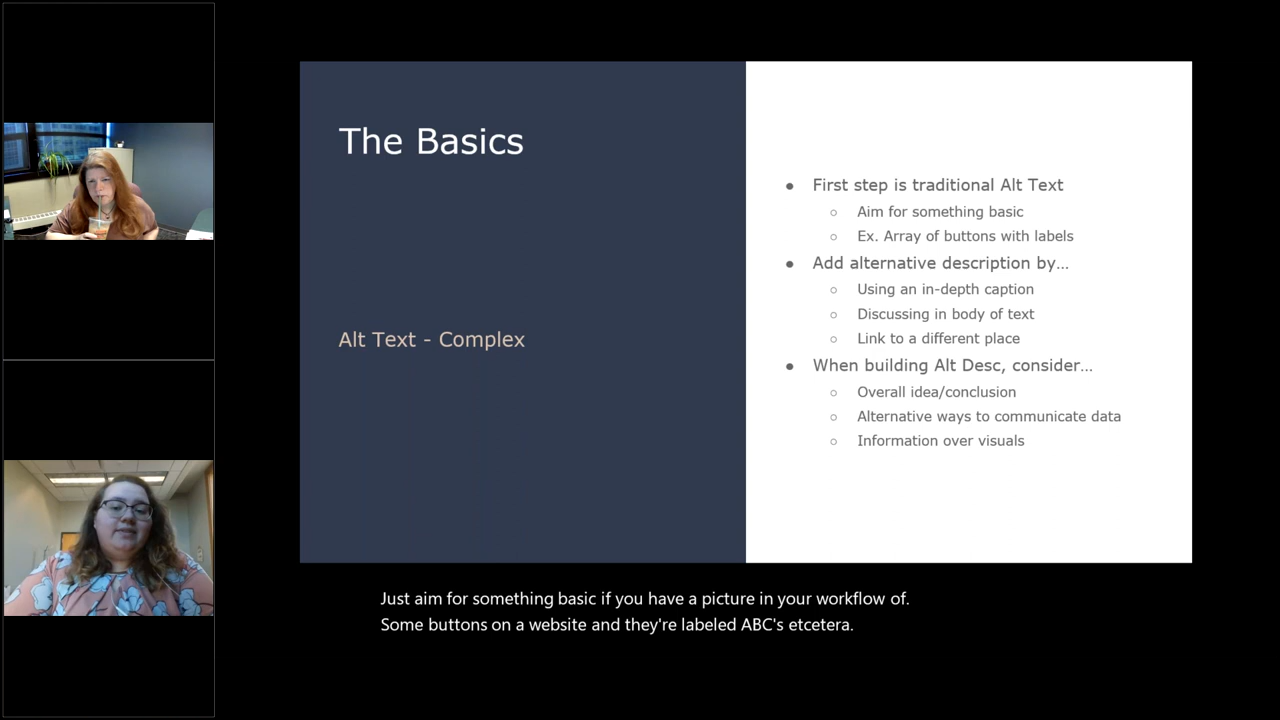 The Basics
Alt Text - Complex
● First step is traditional Alt Text
○ Aim for something basic
○ Ex. Array of buttons with labels
● Add alternative description by…
○ Using an in-depth caption
○ Discussing in body of text
○ Link to a different place
● When building Alt Desc, consider…
○ Overall idea/conclusion
○ Alternative ways to communicate data
○ Information over visuals
Just aim for something basic if you have a picture in your workflow of.
Some buttons on a website and they're labeled ABC's etcetera.